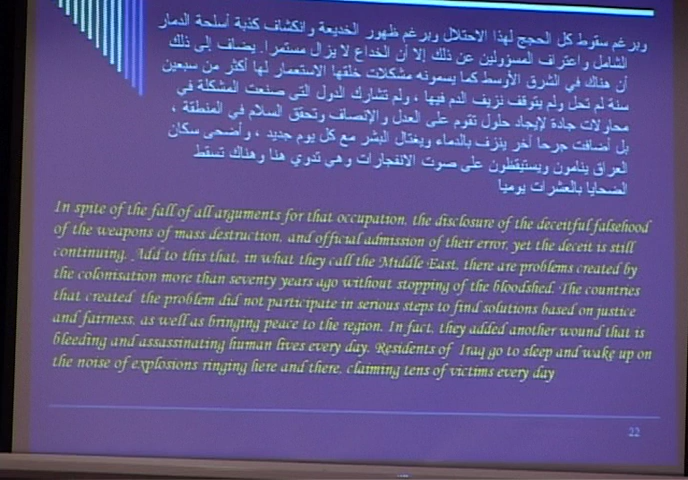 وبرغم سقوط كل الحجج لهذا الاحتلال وبرغم ظهور الخديعة وانكشاف كذبة أسلحة الدمار
الشامل واعتراف المسؤولين عن ذلك إلا أن الخداع لا يزال مستمرا. يضاف إلى ذلك
أن هناك في الشرق الأوسط كما يسمونه مشكلات خلقها الاستعمار لها أكثر من سبعين
سنة لم تحل ولم يتوقف نزيف الدم فيها ، ولم تشارك الدول التي صنعت المشكلة في
محاولات جادة لإيجاد حلول تقوم على العدل والإنصاف وتحقق السلام في المنطقة ،
بل أضافت جرحا آخر ينزف بالدماء ويغتال البشر مع كل يوم جديد ، وأضحى سكان
العراق ينامون ويستيقظون على صوت الانفجارات وهي تدوي هنا وهناك تسقط
الضحايا بالعشرات يوميا
In spite of the fall of all arguments for that occupation, the disclosure of the deceitful falsehood
of the weapons of mass destruction, and official admission of their error, yet the deceit is still
continuing. Add to this that, in what they call the Middle East, there are problems created by
the colonisation more than seventy years ago without stopping of the bloodshed. The countries
that created the problem did not participate in serious steps to find solutions based on justice
and fairness, as well as bringing peace to the region. In fact, they added another wound that is
bleeding and assassinating human lives every day. Residents of Iraq go to sleep and wake up on
the noise of explosions ringing here and there, claiming tens of victims every day
22